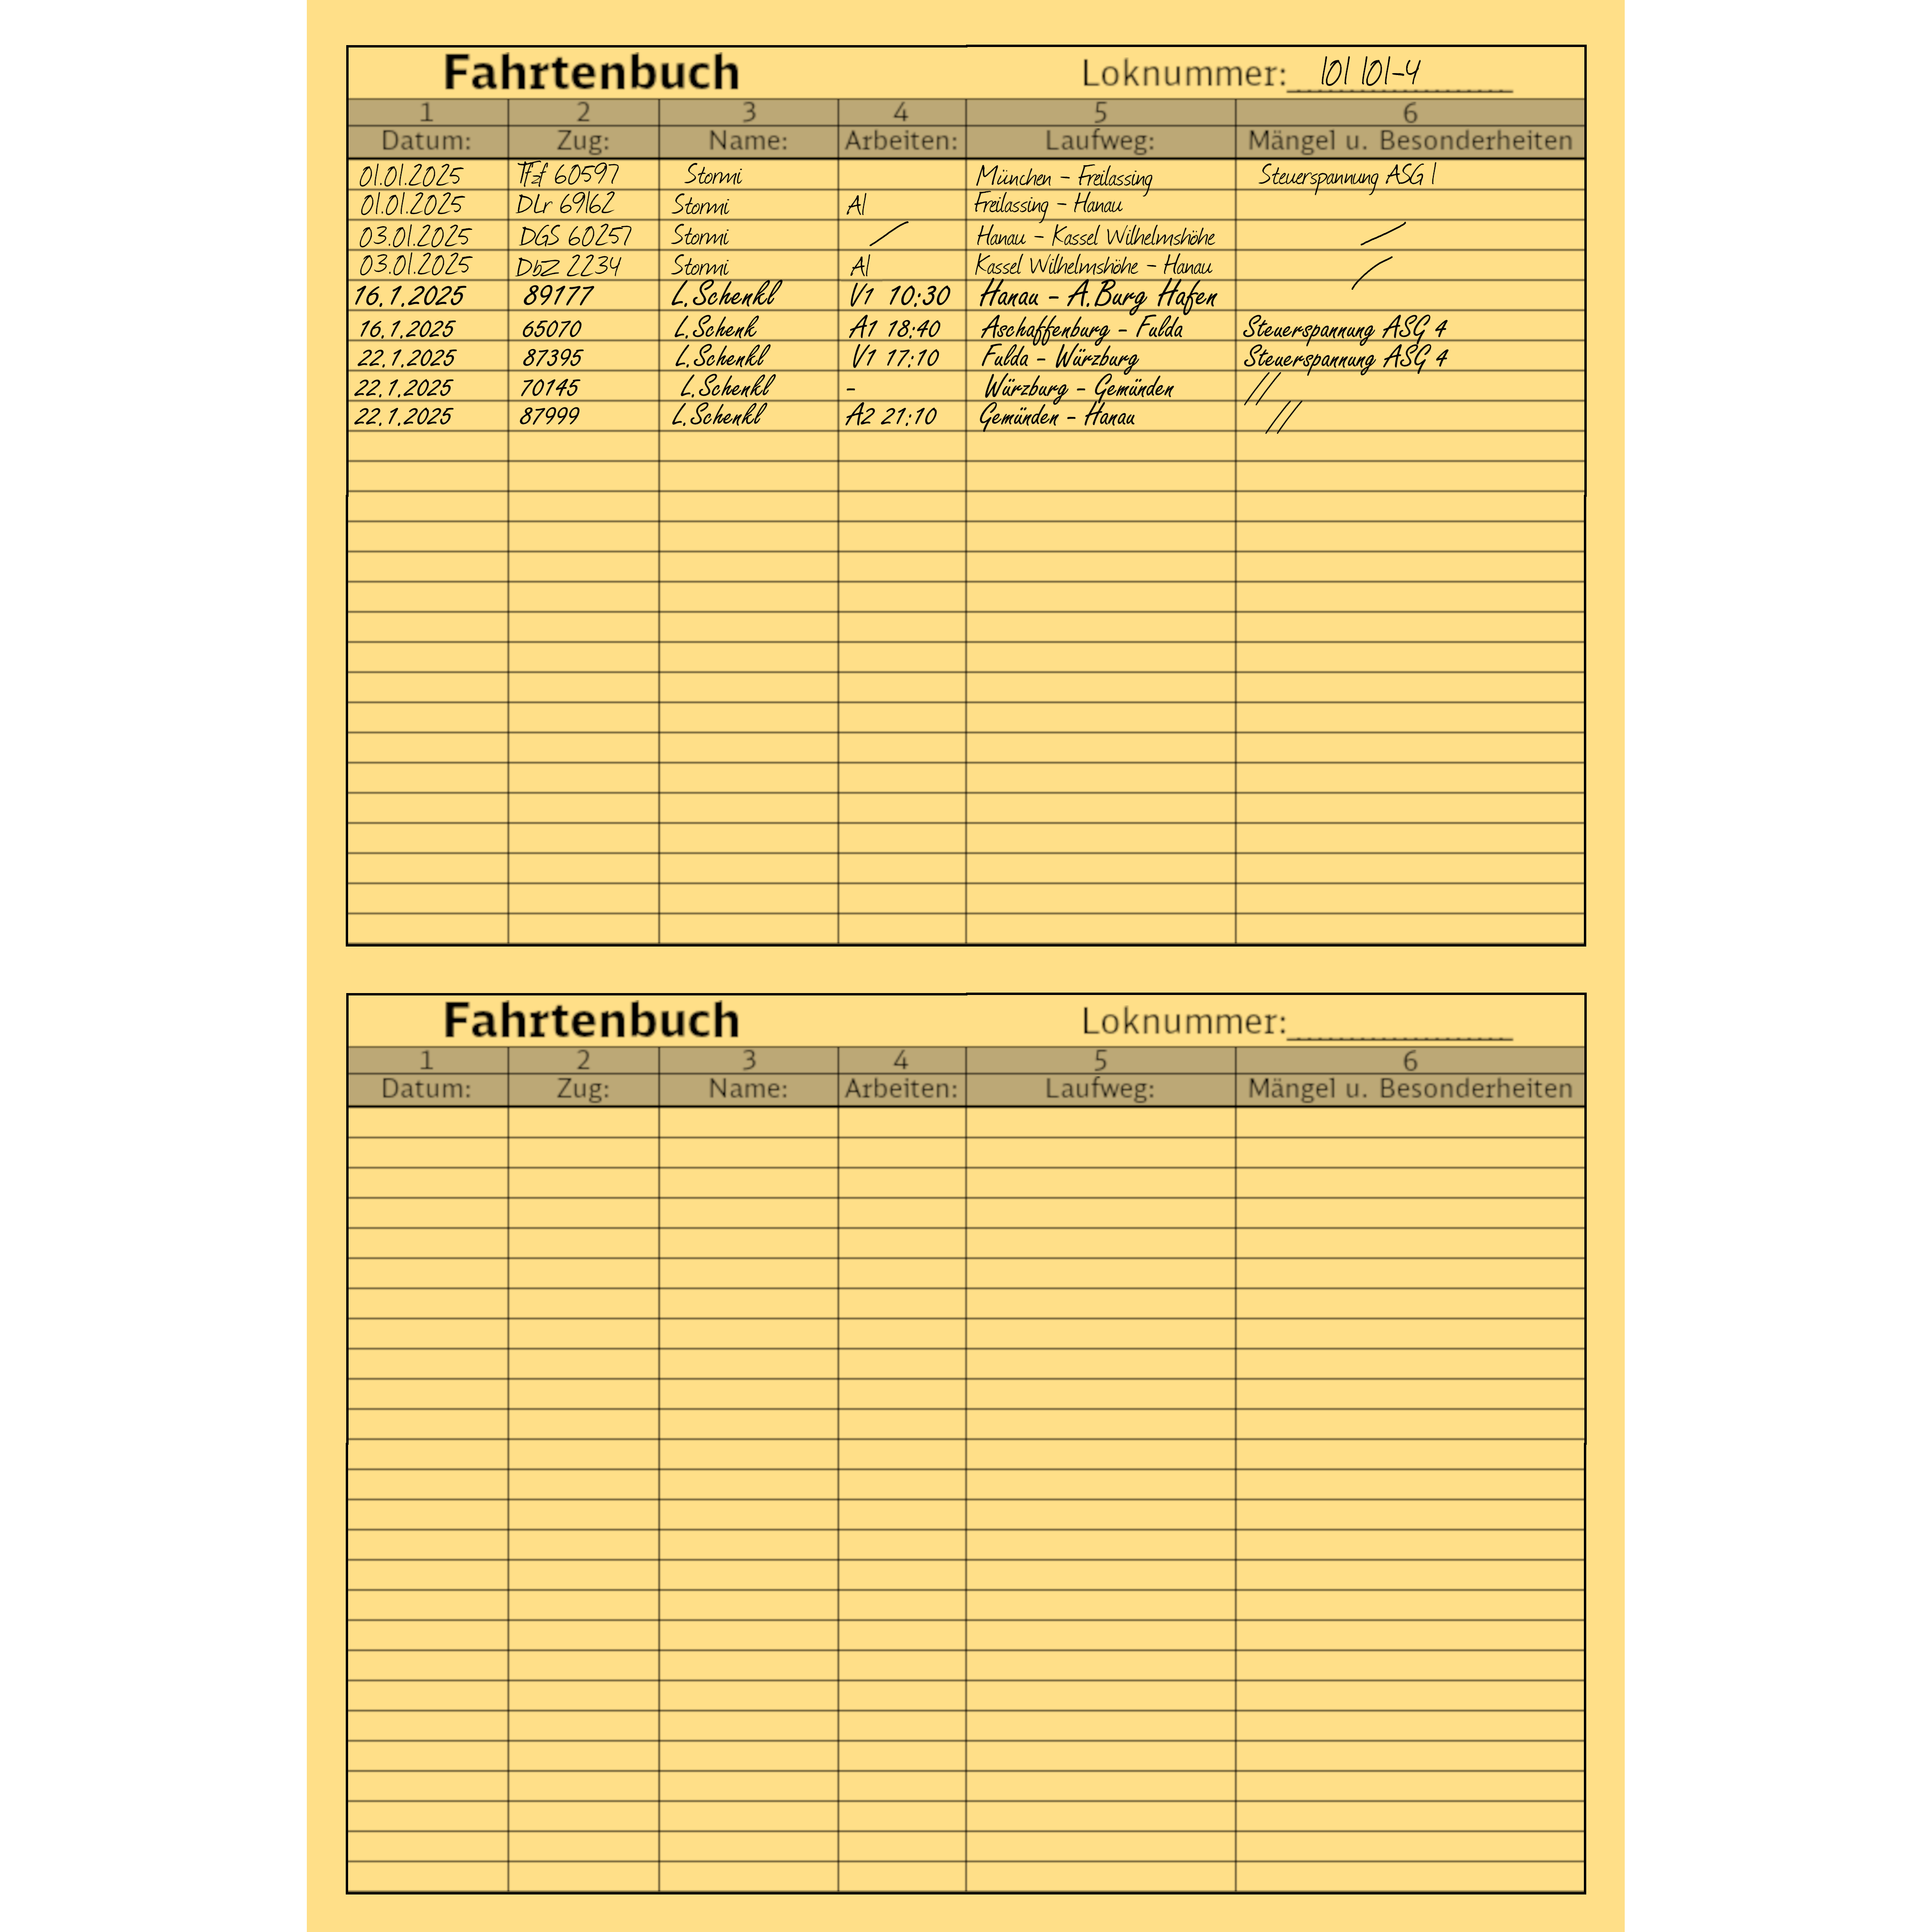 Fahrtenbuch Loknummer: 101 101-4
1 2 3 4 5 6
Datum: Zug: Name: Arbeiten: Laufweg: Mängel u. Besonderheiten
01.01.2025 Tfzf 60597 Stormi München - Freilassing Steuerspannung ASG 1
01.01.2025 DLr 69162 Stormi A1 Freilassing - Hanau
03.01.2025 DGS 60257 Stormi / Hanau - Kassel Wilhelmshöhe /
03.01.2025 DbZ 2234 Stormi A1 Kassel Wilhelmshöhe - Hanau /
16.1.2025 89177 L.Schenkl V1 10:30 Hanau - A.Burg Hafen
16.1.2025 65070 L.Schenk A1 18:40 Aschaffenburg - Fulda Steuerspannung ASG 4
22.1.2025 87395 L.Schenkl V1 17:10 Fulda - Würzburg Steuerspannung ASG 4
22.1.2025 70145 L.Schenkl - Würzburg - Gemünden //
22.1.2025 87999 L.Schenkl A2 21:10 Gemünden - Hanau //
Fahrtenbuch Loknummer:
1 2 3 4 5 6
Datum: Zug: Name: Arbeiten: Laufweg: Mängel u. Besonderheiten